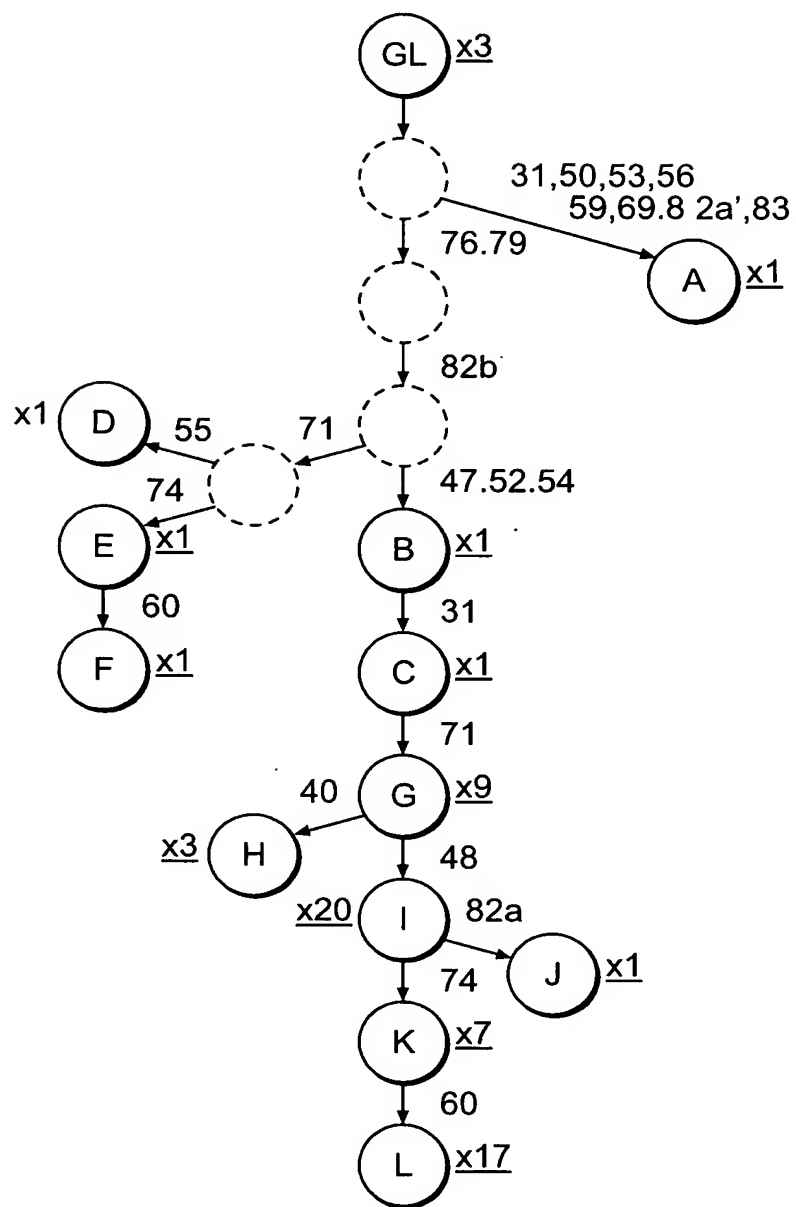 GL x3
31,50,53,56
59,69.8 2a',83
76.79
A x1
82b
x1 D 55 71
47.52.54
74
E x1
B x1
60
31
F x1
C x1
71
40
G x9
x3 H
48
x20 I 82a
J x1
74
K x7
60
L x17